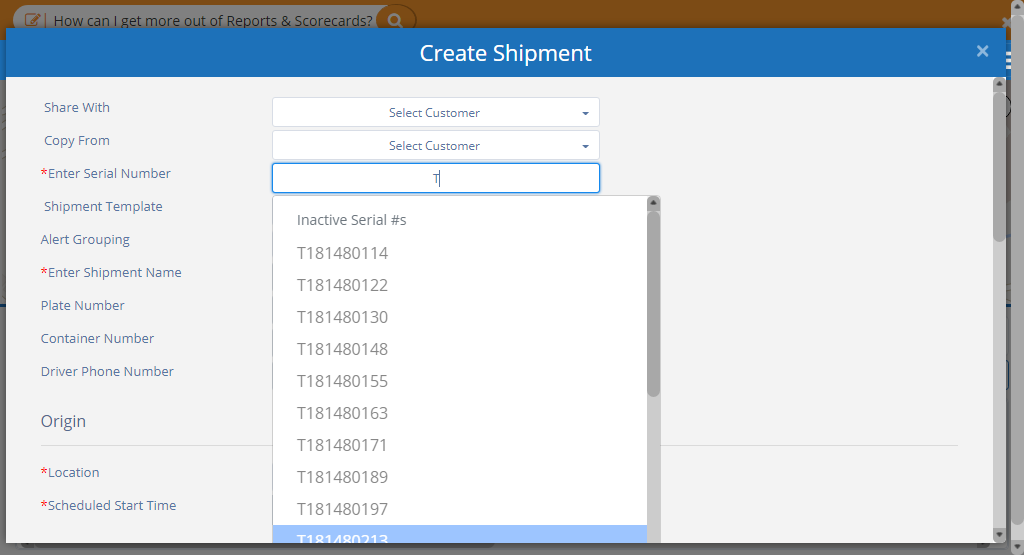 How can I get more out of Reports & Scorecards?
Create Shipment
Share With
Select Customer
Copy From
Select Customer
*Enter Serial Number
T
Shipment Template
Inactive Serial #s
Alert Grouping
T181480114
*Enter Shipment Name
T181480122
Plate Number
T181480130
Container Number
T181480148
Driver Phone Number
T181480155
T181480163
Origin
T181480171
*Location
T181480189
*Scheduled Start Time
T181480197
T181480213